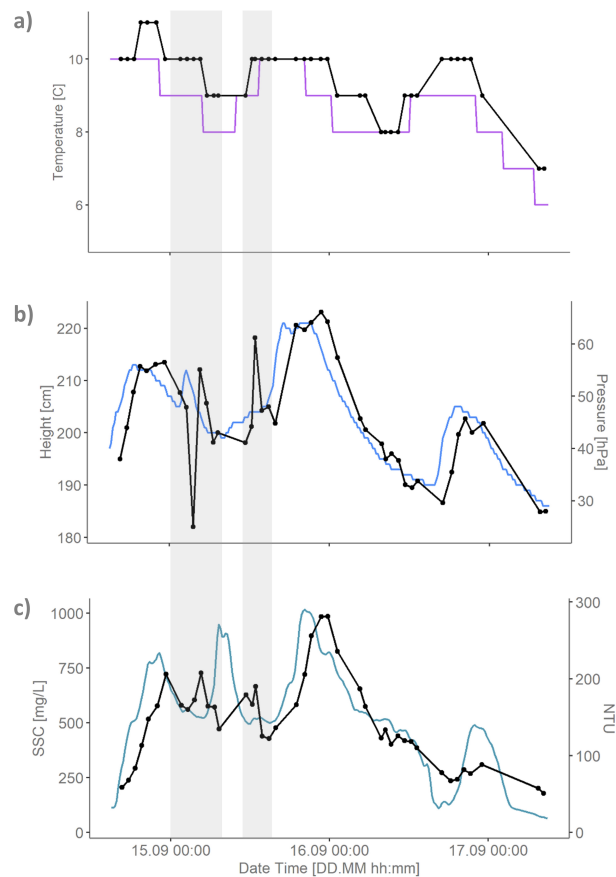 a)
Temperature [C]
10
8
6
b)
Height [cm]
220
210
200
190
180
60
50
40
30
Pressure [hPa]
c)
SSC [mg/L]
1000
750
500
250
0
300
200
100
0
NTU
15.09 00:00 16.09 00:00 17.09 00:00
Date Time [DD.MM hh:mm]